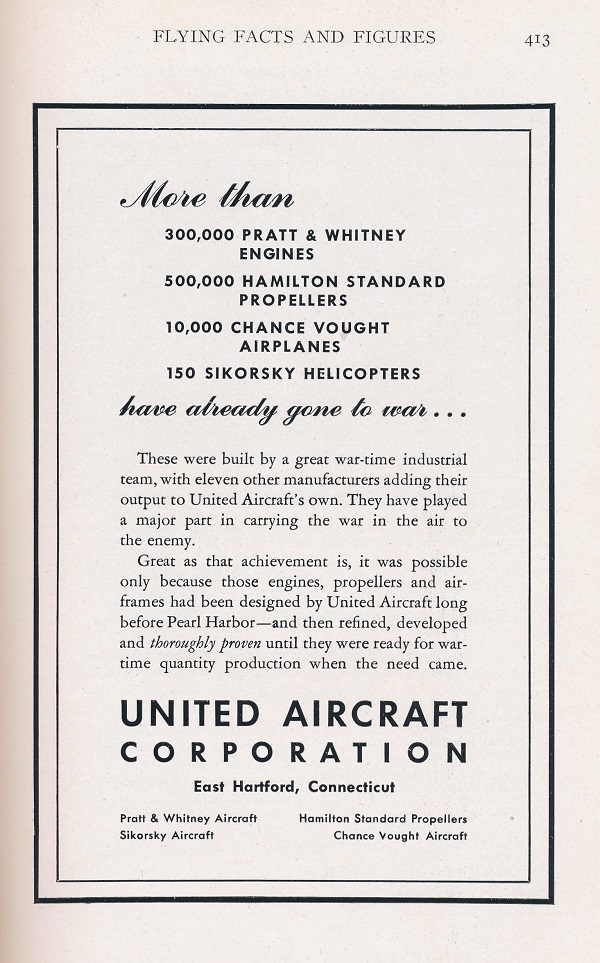 FLYING FACTS AND FIGURES 413
More than
300,000 PRATT & WHITNEY
ENGINES
500,000 HAMILTON STANDARD
PROPELLERS
10,000 CHANCE VOUGHT
AIRPLANES
150 SIKORSKY HELICOPTERS
have already gone to war...
These were built by a great war-time industrial
team, with eleven other manufacturers adding their
output to United Aircraft's own. They have played
a major part in carrying the war in the air to
the enemy.
Great as that achievement is, it was possible
only because those engines, propellers and air-
frames had been designed by United Aircraft long
before Pearl Harbor—and then refined, developed
and thoroughly proven until they were ready for war-
time quantity production when the need came.
UNITED AIRCRAFT
CORPORATION
East Hartford, Connecticut
Pratt & Whitney Aircraft Hamilton Standard Propellers
Sikorsky Aircraft Chance Vought Aircraft